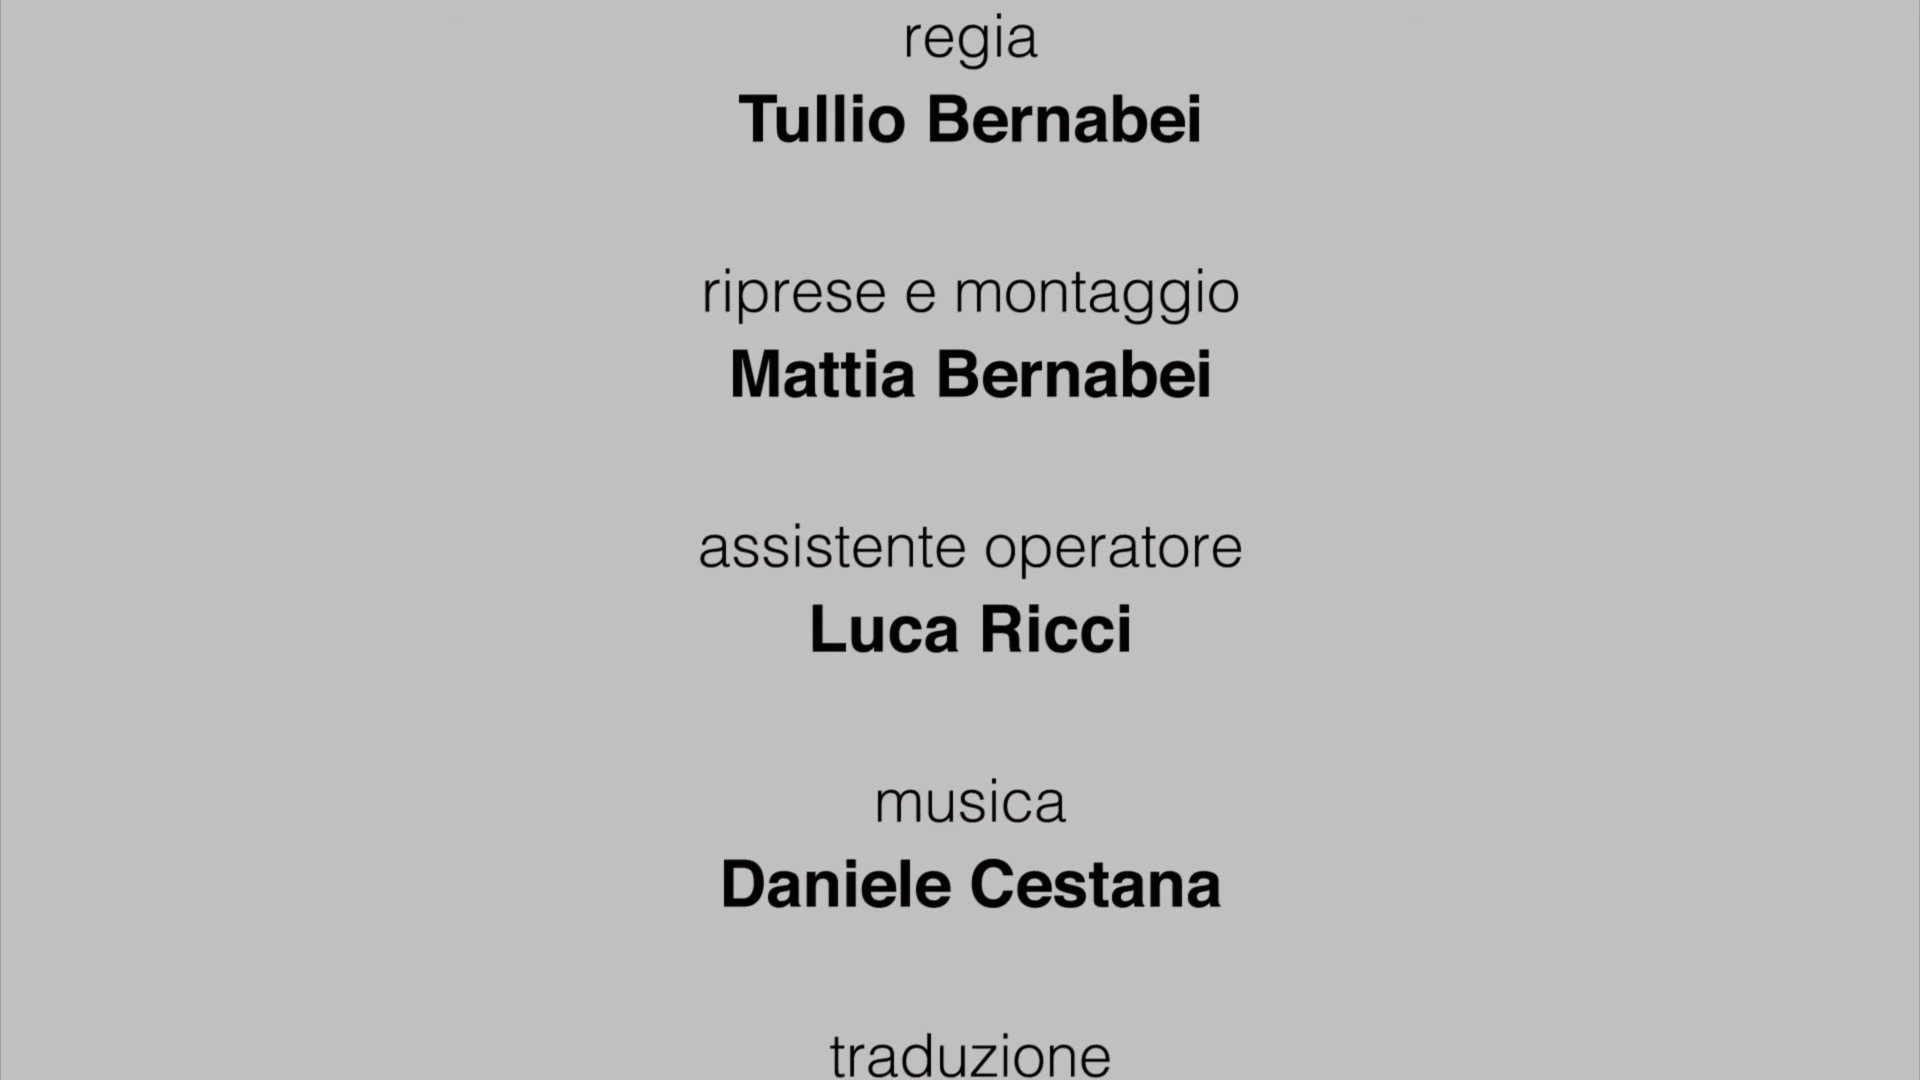 regia
Tullio Bernabei
riprese e montaggio
Mattia Bernabei
assistente operatore
Luca Ricci
musica
Daniele Cestana
traduzione